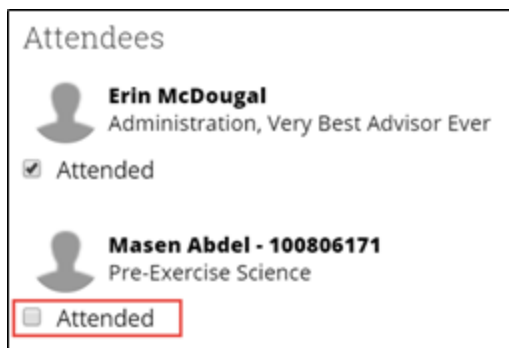 Attendees
Erin McDougal
Administration, Very Best Advisor Ever
Attended
Masen Abdel - 100806171
Pre-Exercise Science
Attended